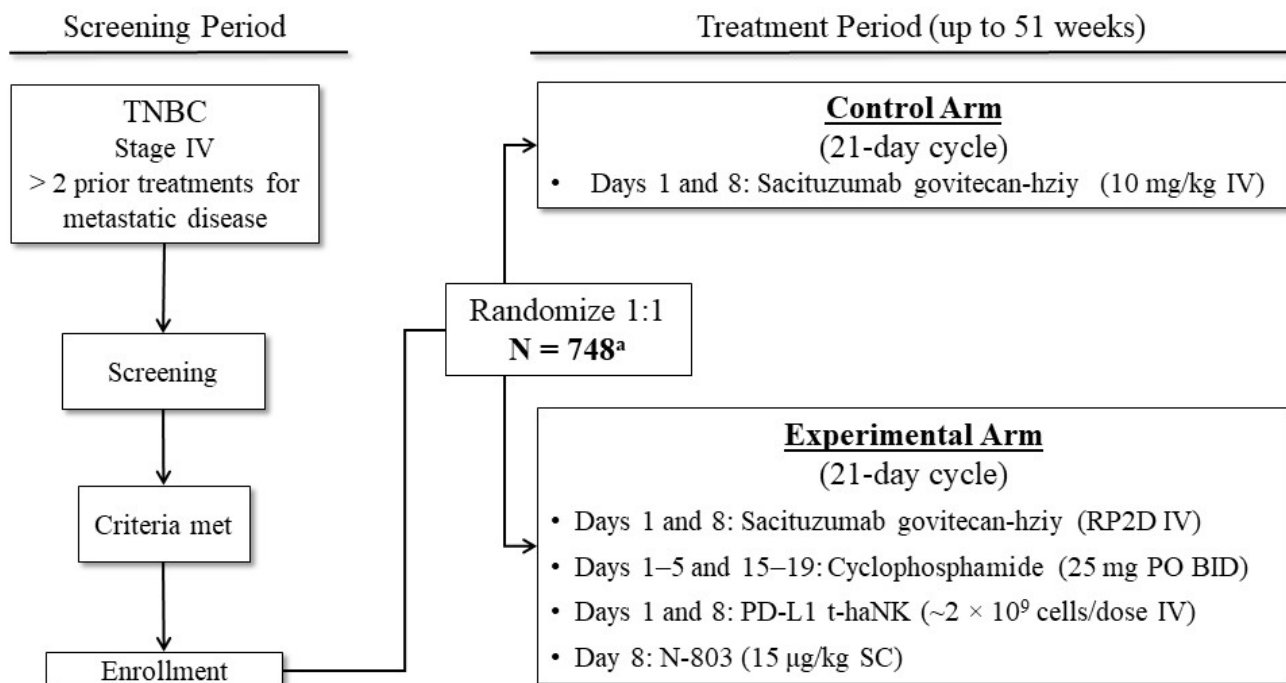 Screening Period
TNBC
Stage IV
> 2 prior treatments for
metastatic disease
Screening
Criteria met
Enrollment
Randomize 1:1
N = 748ᵃ
Treatment Period (up to 51 weeks)
Control Arm
(21-day cycle)
• Days 1 and 8: Sacituzumab govitecan-hziy (10 mg/kg IV)
Experimental Arm
(21-day cycle)
• Days 1 and 8: Sacituzumab govitecan-hziy (RP2D IV)
• Days 1–5 and 15–19: Cyclophosphamide (25 mg PO BID)
• Days 1 and 8: PD-L1 t-haNK (~2 × 10⁹ cells/dose IV)
• Day 8: N-803 (15 µg/kg SC)